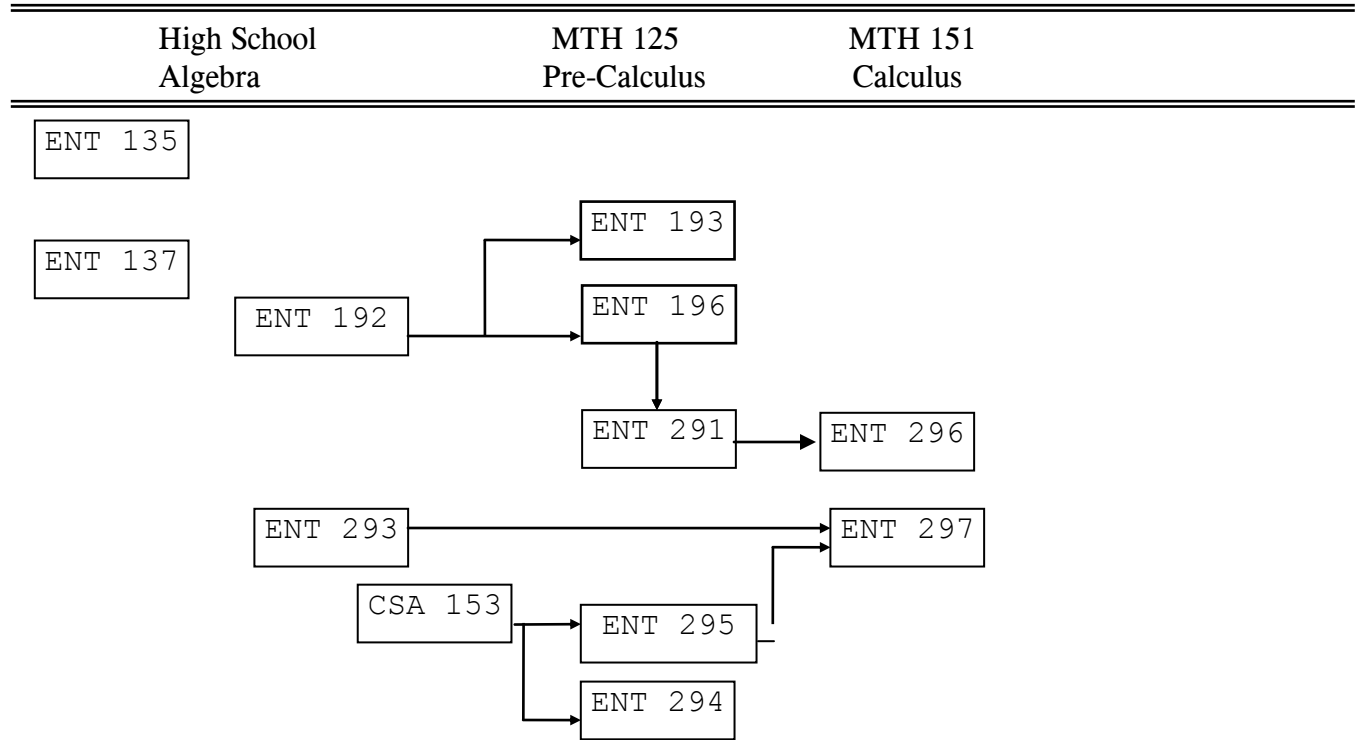 High School MTH 125 MTH 151
Algebra Pre-Calculus Calculus
ENT 135
ENT 193
ENT 137
ENT 192
ENT 196
ENT 291
ENT 296
ENT 293
ENT 297
CSA 153
ENT 295
ENT 294